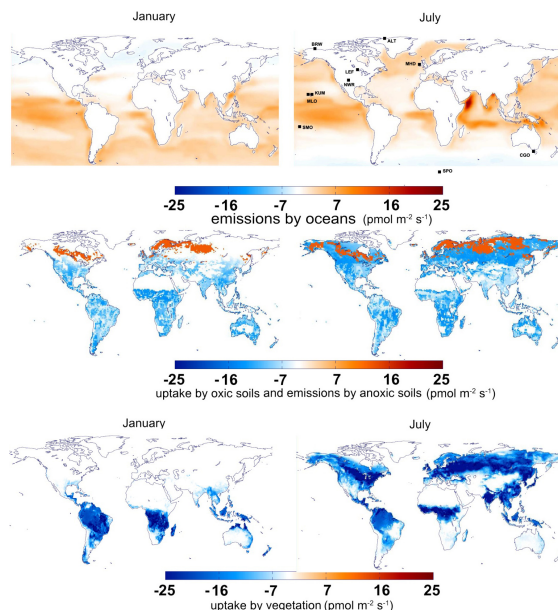 January July
ALT
BRW
MHD
LEF
NWR
KUM
MLO
SMO
CGO
SPO
-25 -16 -7 7 16 25
emissions by oceans (pmol m⁻² s⁻¹)
-25 -16 -7 7 16 25
uptake by oxic soils and emissions by anoxic soils (pmol m⁻² s⁻¹)
January July
-25 -16 -7 7 16 25
uptake by vegetation (pmol m⁻² s⁻¹)